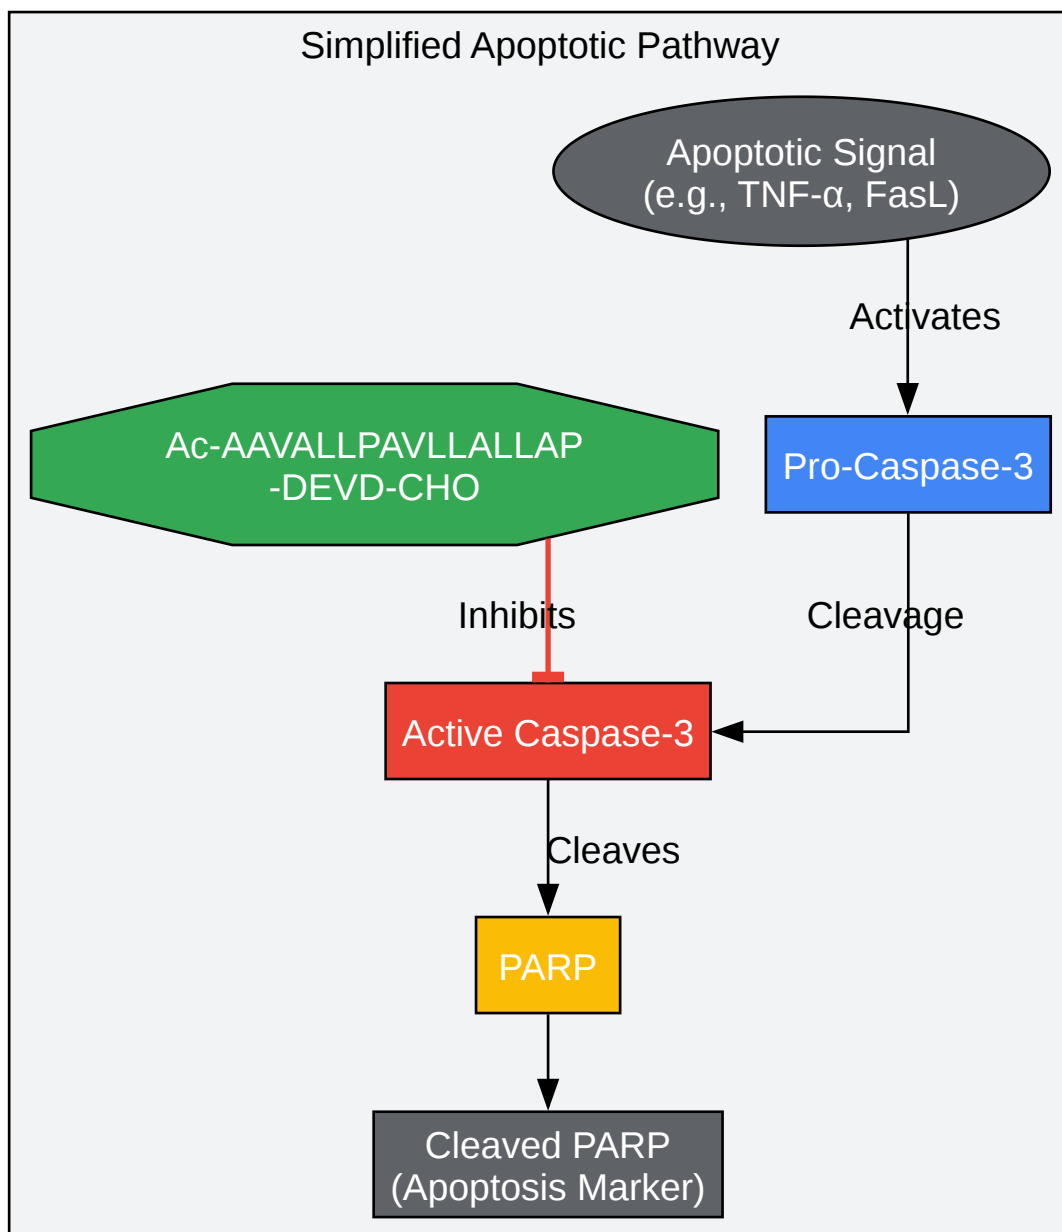 Simplified Apoptotic Pathway
Apoptotic Signal
(e.g., TNF-α, FasL)
Activates
Ac-AAVALLPAVLLALLAP
-DEVD-CHO
Pro-Caspase-3
Inhibits
Cleavage
Active Caspase-3
Cleaves
PARP
Cleaved PARP
(Apoptosis Marker)